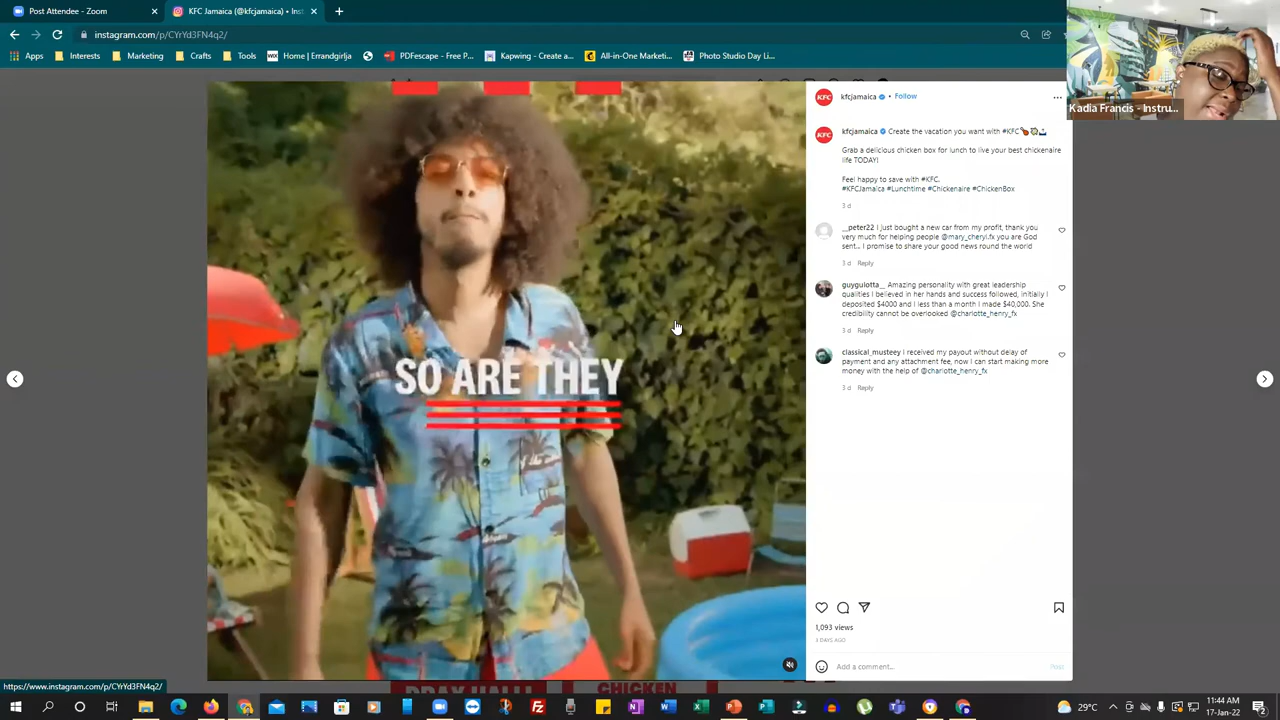 Post Attendee - Zoom
KFC Jamaica (@kfcjamaica) • Inst
instagram.com/p/CYrYd3FN4q2/
Apps
Interests
Marketing
Crafts
Tools
Home | Errandgirlja
PDFescape - Free P...
Kapwing - Create a...
All-in-One Marketi...
Photo Studio Day Li...
Kadia Francis - Instru...
KFC
kfcjamaica • Follow
KFC
kfcjamaica Create the vacation you want with #KFC
Grab a delicious chicken box for lunch to live your best chickenaire
life TODAY!
Feel happy to save with #KFC.
#KFCJamaica #Lunchtime #Chickenaire #ChickenBox
3 d
__peter22 I just bought a new car from my profit, thank you
very much for helping people @mary_cheryl.fx you are God
sent... I promise to share your good news round the world
3 d Reply
guyguiotta__ Amazing personality with great leadership
qualities I believed in her hands and success followed, initially I
deposited $4000 and I less than a month I made $40,000. She
credibility cannot be overlooked @charlotte_henry_fx
3 d Reply
classical_musteey I received my payout without delay of
payment and any attachment fee, now I can start making more
money with the help of @charlotte_henry_fx
3 d Reply
SO ARE THEY
1,093 views
3 DAYS AGO
Add a comment...
Post
https://www.instagram.com/p/CYrYd3FN4q2/
CHICKEN
29°C
11:44 AM
17-Jan-22